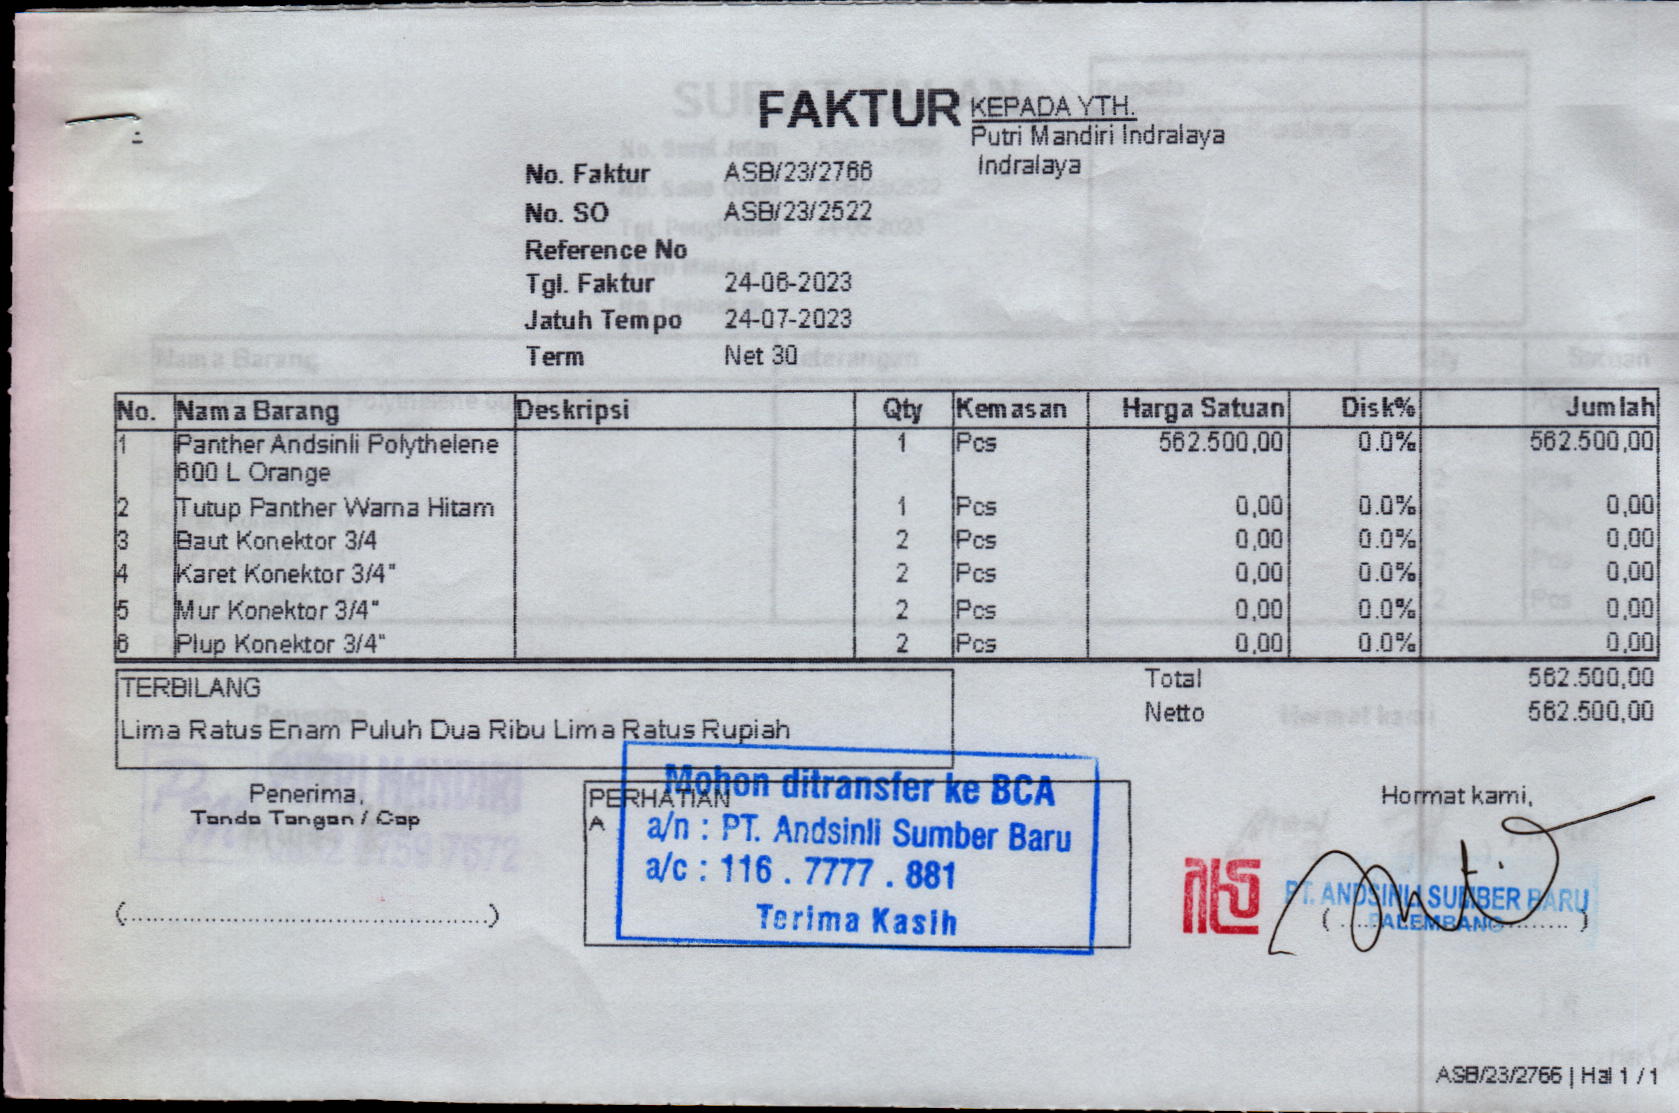 FAKTUR
KEPADA YTH.
Putri Mandiri Indralaya
Indralaya
No. Faktur ASB/23/2766
No. SO ASB/23/2522
Reference No
Tgl. Faktur 24-06-2023
Jatuh Tempo 24-07-2023
Term Net 30
No. Nama Barang Deskripsi Qty Kemasan Harga Satuan Disk% Jumlah
1 Panther Andsinli Polythelene 1 Pcs 562.500,00 0.0% 562.500,00
600 L Orange
2 Tutup Panther Warna Hitam 1 Pcs 0,00 0.0% 0,00
3 Baut Konektor 3/4 2 Pcs 0,00 0.0% 0,00
4 Karet Konektor 3/4" 2 Pcs 0,00 0.0% 0,00
5 Mur Konektor 3/4" 2 Pcs 0,00 0.0% 0,00
6 Plup Konektor 3/4" 2 Pcs 0,00 0.0% 0,00
Total 562.500,00
Netto 562.500,00
TERBILANG
Lima Ratus Enam Puluh Dua Ribu Lima Ratus Rupiah
Penerima,
Tanda Tangan / Cap
(............................................)
PERHATIAN
A
Mohon ditransfer ke BCA
a/n : PT. Andsinli Sumber Baru
a/c : 116 . 7777 . 881
Terima Kasih
Hormat kami,
PT. ANDSINLI SUMBER BARU
PALEMBANG
ASB/23/2766 | Hal 1 / 1